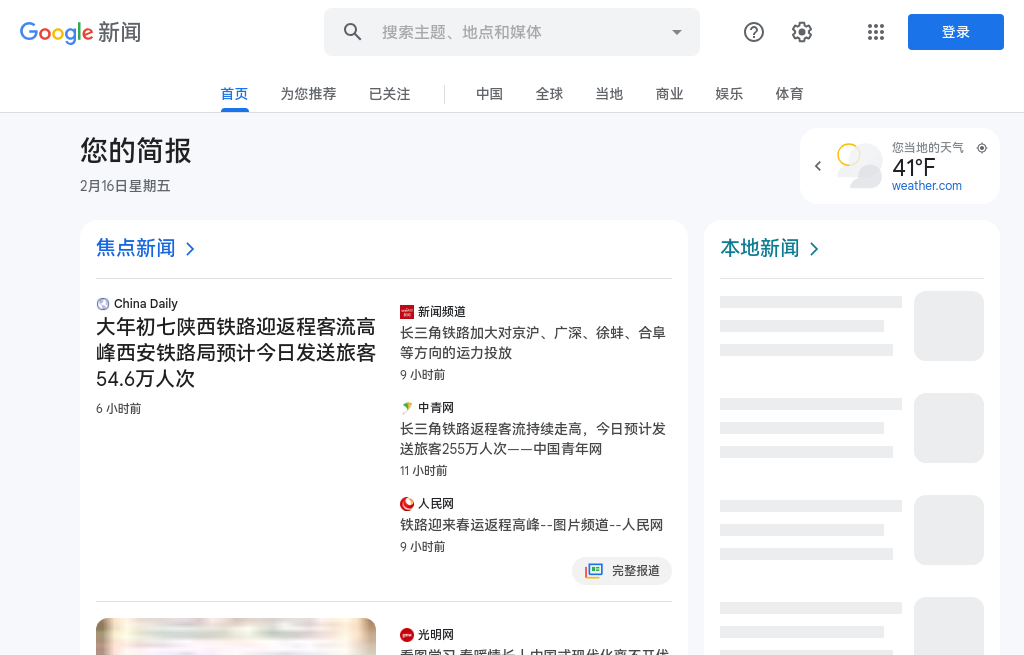 Google 新闻
搜索主题、地点和媒体
登录
首页
为您推荐
已关注
中国
全球
当地
商业
娱乐
体育
您的简报
2月16日星期五
您当地的天气
41°F
weather.com
焦点新闻
China Daily
大年初七陕西铁路迎返程客流高
峰西安铁路局预计今日发送旅客
54.6万人次
6 小时前
新闻频道
长三角铁路加大对京沪、广深、徐蚌、合阜
等方向的运力投放
9 小时前
中青网
长三角铁路返程客流持续走高，今日预计发
送旅客255万人次——中国青年网
11 小时前
人民网
铁路迎来春运返程高峰--图片频道--人民网
9 小时前
完整报道
光明网
本地新闻